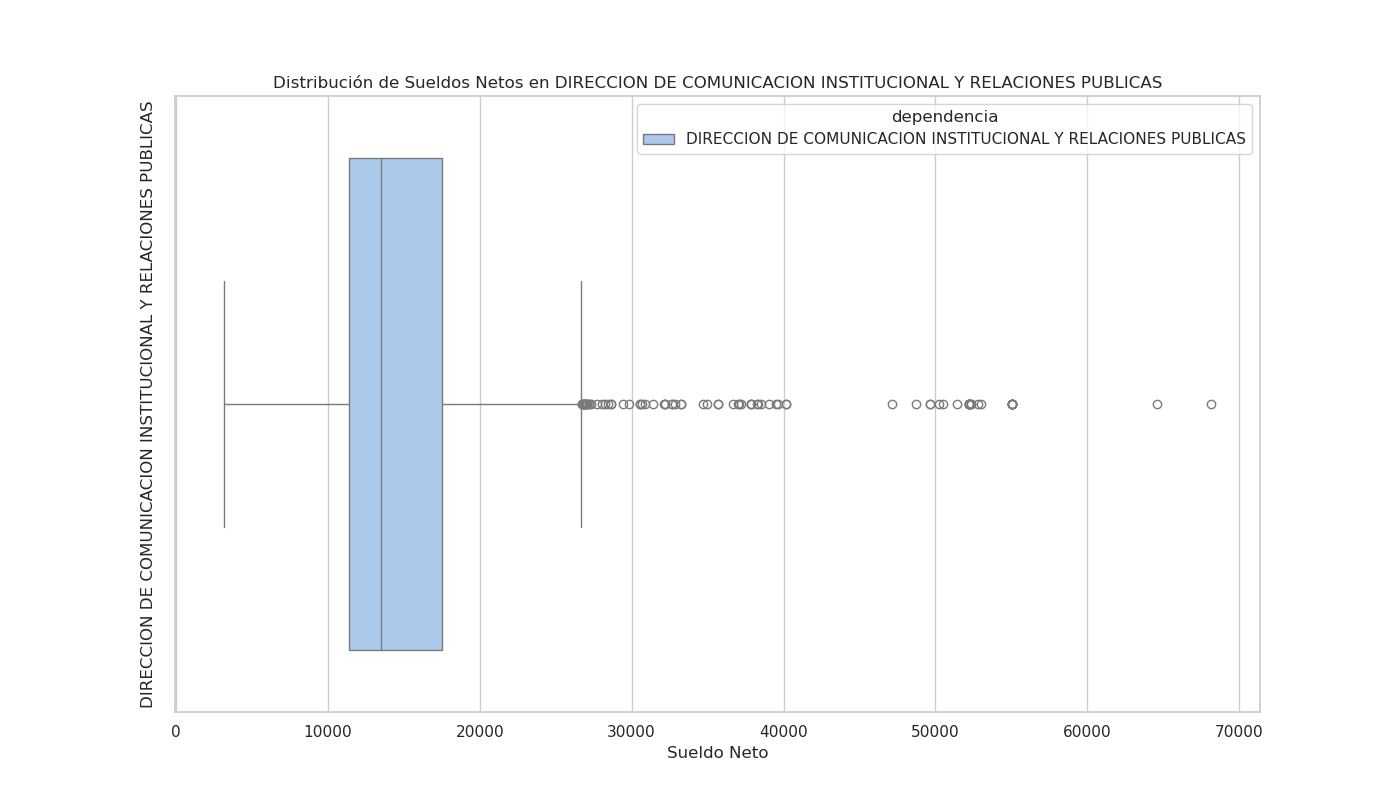 Distribución de Sueldos Netos en DIRECCION DE COMUNICACION INSTITUCIONAL Y RELACIONES PUBLICAS
dependencia
DIRECCION DE COMUNICACION INSTITUCIONAL Y RELACIONES PUBLICAS
DIRECCION DE COMUNICACION INSTITUCIONAL Y RELACIONES PUBLICAS
0 10000 20000 30000 40000 50000 60000 70000
Sueldo Neto